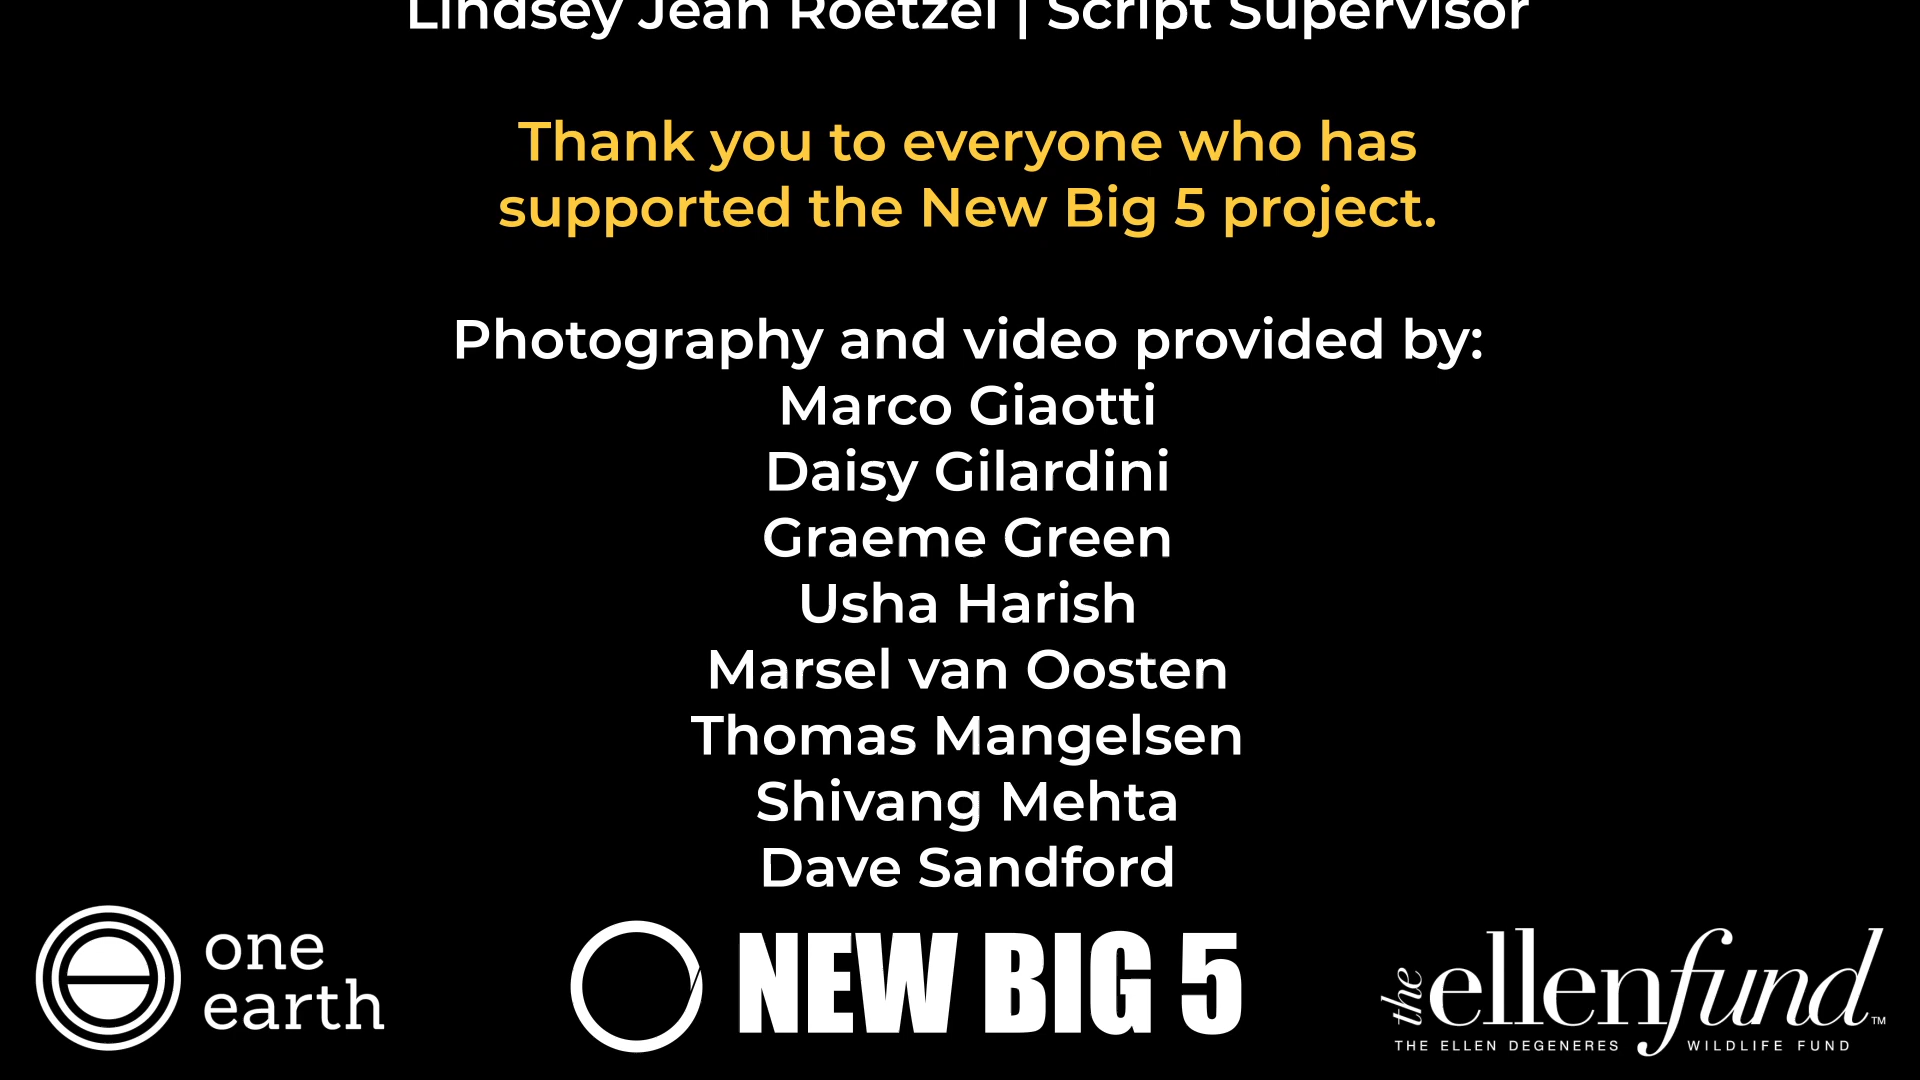 Lindsey Jean Roetzel | Script Supervisor
Thank you to everyone who has
supported the New Big 5 project.
Photography and video provided by:
Marco Giaotti
Daisy Gilardini
Graeme Green
Usha Harish
Marsel van Oosten
Thomas Mangelsen
Shivang Mehta
Dave Sandford
one
earth
NEW BIG 5
the ellenfund™
THE ELLEN DEGENERES WILDLIFE FUND